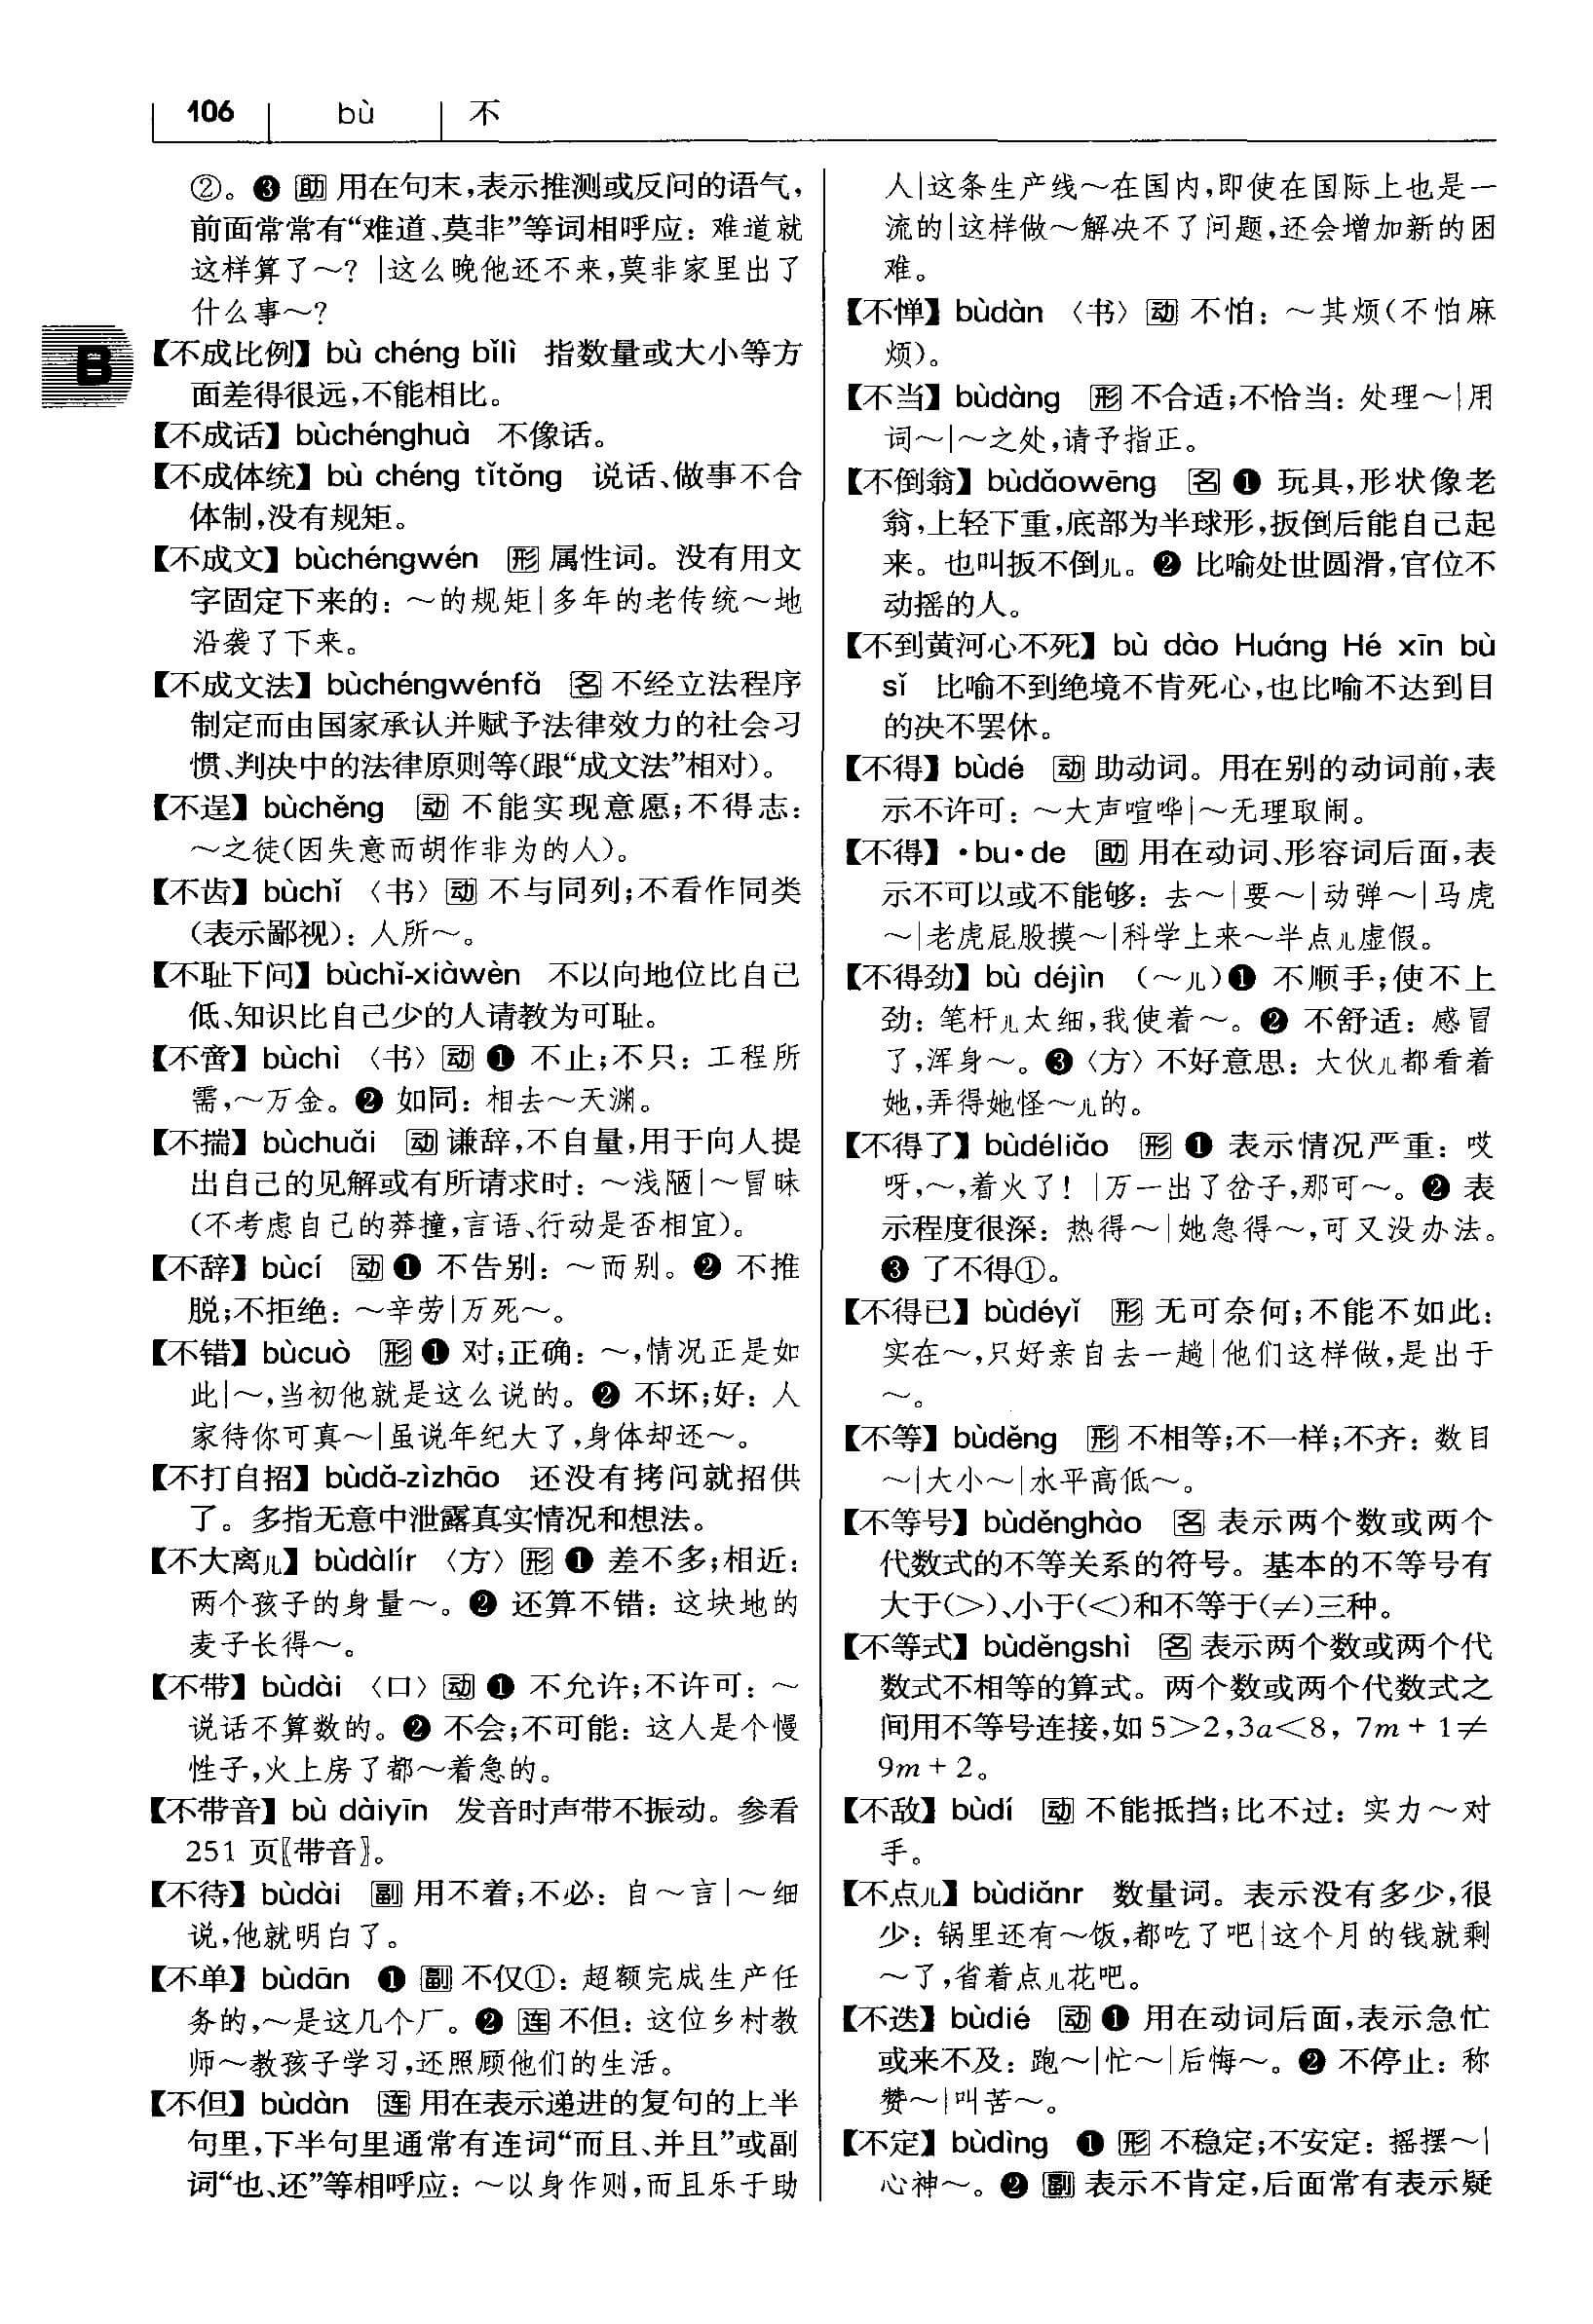 106 bù 不
②。❸ 助 用在句末,表示推测或反问的语气,
前面常常有“难道、莫非”等词相呼应：难道就
这样算了～？|这么晚他还不来,莫非家里出了
什么事～？
B
【不成比例】bù chéng bǐlì 指数量或大小等方
面差得很远,不能相比。
【不成话】bùchénghuà 不像话。
【不成体统】bù chéng tǐtǒng 说话、做事不合
体制,没有规矩。
【不成文】bùchéngwén 形 属性词。没有用文
字固定下来的：～的规矩|多年的老传统～地
沿袭了下来。
【不成文法】bùchéngwénfǎ 名 不经立法程序
制定而由国家承认并赋予法律效力的社会习
惯、判决中的法律原则等(跟“成文法”相对)。
【不逞】bùchěng 动 不能实现意愿;不得志：
～之徒(因失意而胡作非为的人)。
【不齿】bùchǐ 〈书〉动 不与同列;不看作同类
(表示鄙视)：人所～。
【不耻下问】bùchǐ-xiàwèn 不以向地位比自己
低、知识比自己少的人请教为可耻。
【不啻】bùchì 〈书〉动 ❶ 不止;不只：工程所
需,～万金。❷ 如同：相去～天渊。
【不揣】bùchuǎi 动 谦辞,不自量,用于向人提
出自己的见解或有所请求时：～浅陋|～冒昧
(不考虑自己的莽撞,言语、行动是否相宜)。
【不辞】bùcí 动 ❶ 不告别：～而别。❷ 不推
脱;不拒绝：～辛劳|万死～。
【不错】bùcuò 形 ❶ 对;正确：～,情况正是如
此|～,当初他就是这么说的。❷ 不坏;好：人
家待你可真～|虽说年纪大了,身体却还～。
【不打自招】bùdǎ-zìzhāo 还没有拷问就招供
了。多指无意中泄露真实情况和想法。
【不大离儿】bùdàlír 〈方〉形 ❶ 差不多;相近：
两个孩子的身量～。❷ 还算不错：这块地的
麦子长得～。
【不带】bùdài 〈口〉动 ❶ 不允许;不许可：～
说话不算数的。❷ 不会;不可能：这人是个慢
性子,火上房了都～着急的。
【不带音】bù dàiyīn 发音时声带不振动。参看
251 页〖带音〗。
【不待】bùdài 副 用不着;不必：自～言|～细
说,他就明白了。
【不单】bùdān ❶ 副 不仅①：超额完成生产任
务的,～是这几个厂。❷ 连 不但：这位乡村教
师～教孩子学习,还照顾他们的生活。
【不但】bùdàn 连 用在表示递进的复句的上半
句里,下半句里通常有连词“而且、并且”或副
词“也、还”等相呼应：～以身作则,而且乐于助
人|这条生产线～在国内,即使在国际上也是一
流的|这样做～解决不了问题,还会增加新的困
难。
【不惮】bùdàn 〈书〉动 不怕：～其烦(不怕麻
烦)。
【不当】bùdàng 形 不合适;不恰当：处理～|用
词～|～之处,请予指正。
【不倒翁】bùdǎowēng 名 ❶ 玩具,形状像老
翁,上轻下重,底部为半球形,扳倒后能自己起
来。也叫扳不倒儿。❷ 比喻处世圆滑,官位不
动摇的人。
【不到黄河心不死】bù dào Huáng Hé xīn bù
sǐ 比喻不到绝境不肯死心,也比喻不达到目
的决不罢休。
【不得】bùdé 动 助动词。用在别的动词前,表
示不许可：～大声喧哗|～无理取闹。
【不得】•bu•de 助 用在动词、形容词后面,表
示不可以或不能够：去～|要～|动弹～|马虎
～|老虎屁股摸～|科学上来～半点儿虚假。
【不得劲】bù déjìn (～儿)❶ 不顺手;使不上
劲：笔杆儿太细,我使着～。❷ 不舒适：感冒
了,浑身～。❸〈方〉不好意思：大伙儿都看着
她,弄得她怪～儿的。
【不得了】bùdéliǎo 形 ❶ 表示情况严重：哎
呀,～,着火了！|万一出了岔子,那可～。❷ 表
示程度很深：热得～|她急得～,可又没办法。
❸ 了不得①。
【不得已】bùdéyǐ 形 无可奈何;不能不如此：
实在～,只好亲自去一趟|他们这样做,是出于
～。
【不等】bùděng 形 不相等;不一样;不齐：数目
～|大小～|水平高低～。
【不等号】bùděnghào 名 表示两个数或两个
代数式的不等关系的符号。基本的不等号有
大于(＞)、小于(＜)和不等于(≠)三种。
【不等式】bùděngshì 名 表示两个数或两个代
数式不相等的算式。两个数或两个代数式之
间用不等号连接,如 5＞2,3a＜8, 7m + 1≠
9m + 2。
【不敌】bùdí 动 不能抵挡;比不过：实力～对
手。
【不点儿】bùdiǎnr 数量词。表示没有多少,很
少：锅里还有～饭,都吃了吧|这个月的钱就剩
～了,省着点儿花吧。
【不迭】bùdié 动 ❶ 用在动词后面,表示急忙
或来不及：跑～|忙～|后悔～。❷ 不停止：称
赞～|叫苦～。
【不定】bùdìng ❶ 形 不稳定;不安定：摇摆～|
心神～。❷ 副 表示不肯定,后面常有表示疑